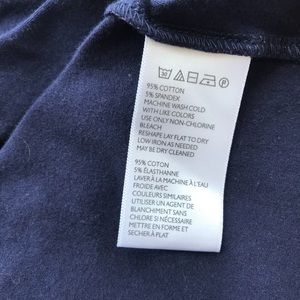 30 P
95% COTTON
5% SPANDEX
MACHINE WASH COLD
WITH LIKE COLORS
USE ONLY NON-CHLORINE
BLEACH
RESHAPE LAY FLAT TO DRY
LOW IRON AS NEEDED
MAY BE DRY CLEANED
95% COTON
5% ÉLASTHANNE
LAVER À LA MACHINE À L'EAU
FROIDE AVEC
COULEURS SIMILAIRES
UTILISER UN AGENT DE
BLANCHIMENT SANS
CHLORE SI NÉCESSAIRE
METTRE EN FORME ET
SECHER À PLAT